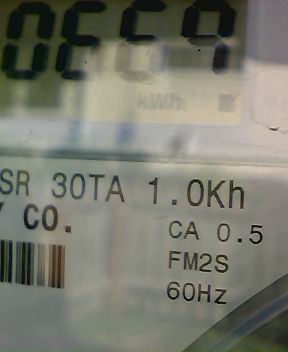 kWh
SR 30TA 1.0Kh
Y CO.
CA 0.5
FM2S
60Hz